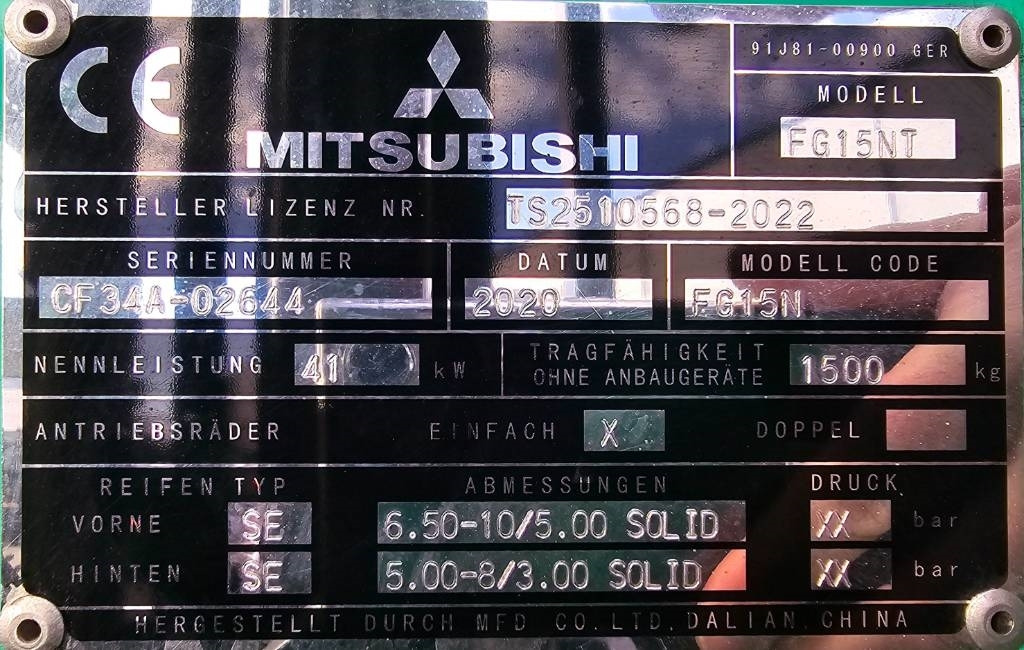 CE
MITSUBISHI
91J81-00900 GER
MODELL
FG15NT
HERSTELLER LIZENZ NR. TS2510568-2022
SERIENNUMMER DATUM MODELL CODE
CF34A-02644 2020 FG15N
NENNLEISTUNG 41 kW
TRAGFÄHIGKEIT
OHNE ANBAUGERÄTE 1500 kg
ANTRIEBSRÄDER EINFACH X DOPPEL
REIFEN TYP ABMESSUNGEN DRUCK
VORNE SE 6.50-10/5.00 SOLID XX bar
HINTEN SE 5.00-8/3.00 SOLID XX bar
HERGESTELLT DURCH MFD CO.LTD.DALIAN.CHINA